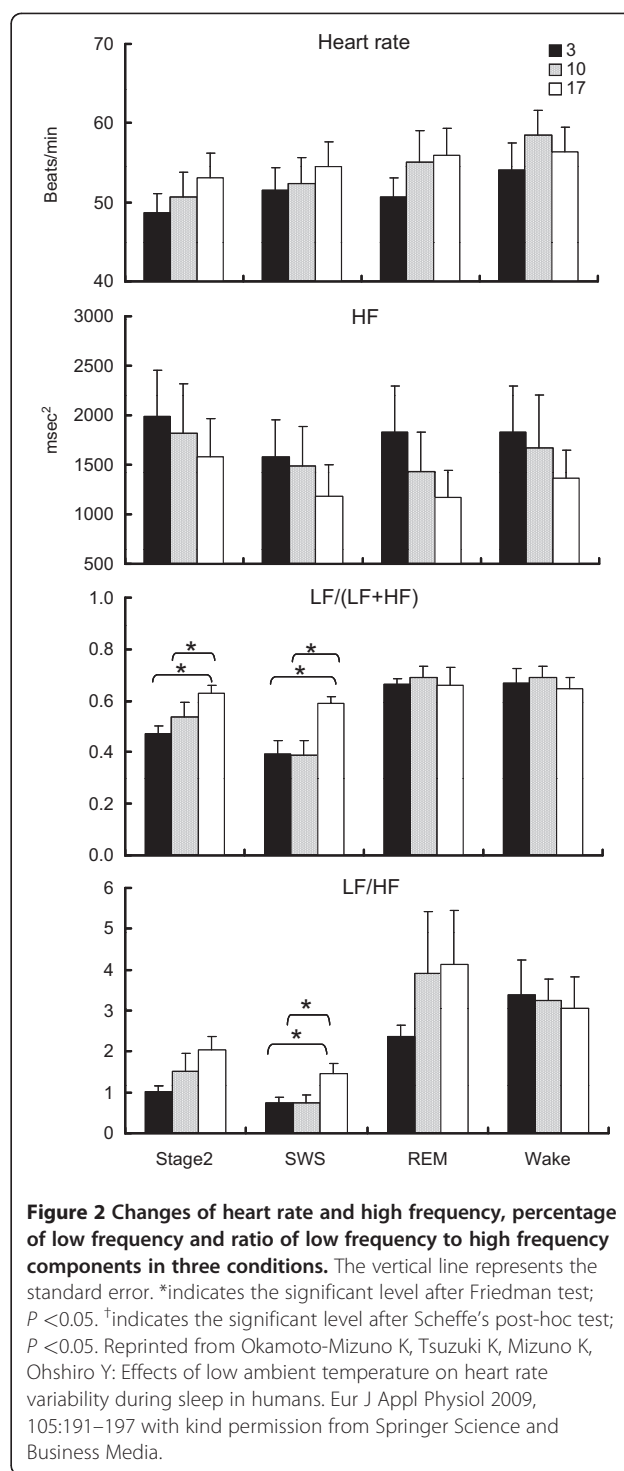 Heart rate
3
10
17
70
60
50
40
Beats/min
HF
3000
2500
2000
1500
1000
500
msec²
LF/(LF+HF)
1.0
0.8
0.6
0.4
0.2
0.0
*
*
*
*
LF/HF
6
5
4
3
2
1
0
*
*
Stage2 SWS REM Wake
Figure 2 Changes of heart rate and high frequency, percentage
of low frequency and ratio of low frequency to high frequency
components in three conditions. The vertical line represents the
standard error. *indicates the significant level after Friedman test;
P <0.05. †indicates the significant level after Scheffe's post-hoc test;
P <0.05. Reprinted from Okamoto-Mizuno K, Tsuzuki K, Mizuno K,
Ohshiro Y: Effects of low ambient temperature on heart rate
variability during sleep in humans. Eur J Appl Physiol 2009,
105:191–197 with kind permission from Springer Science and
Business Media.